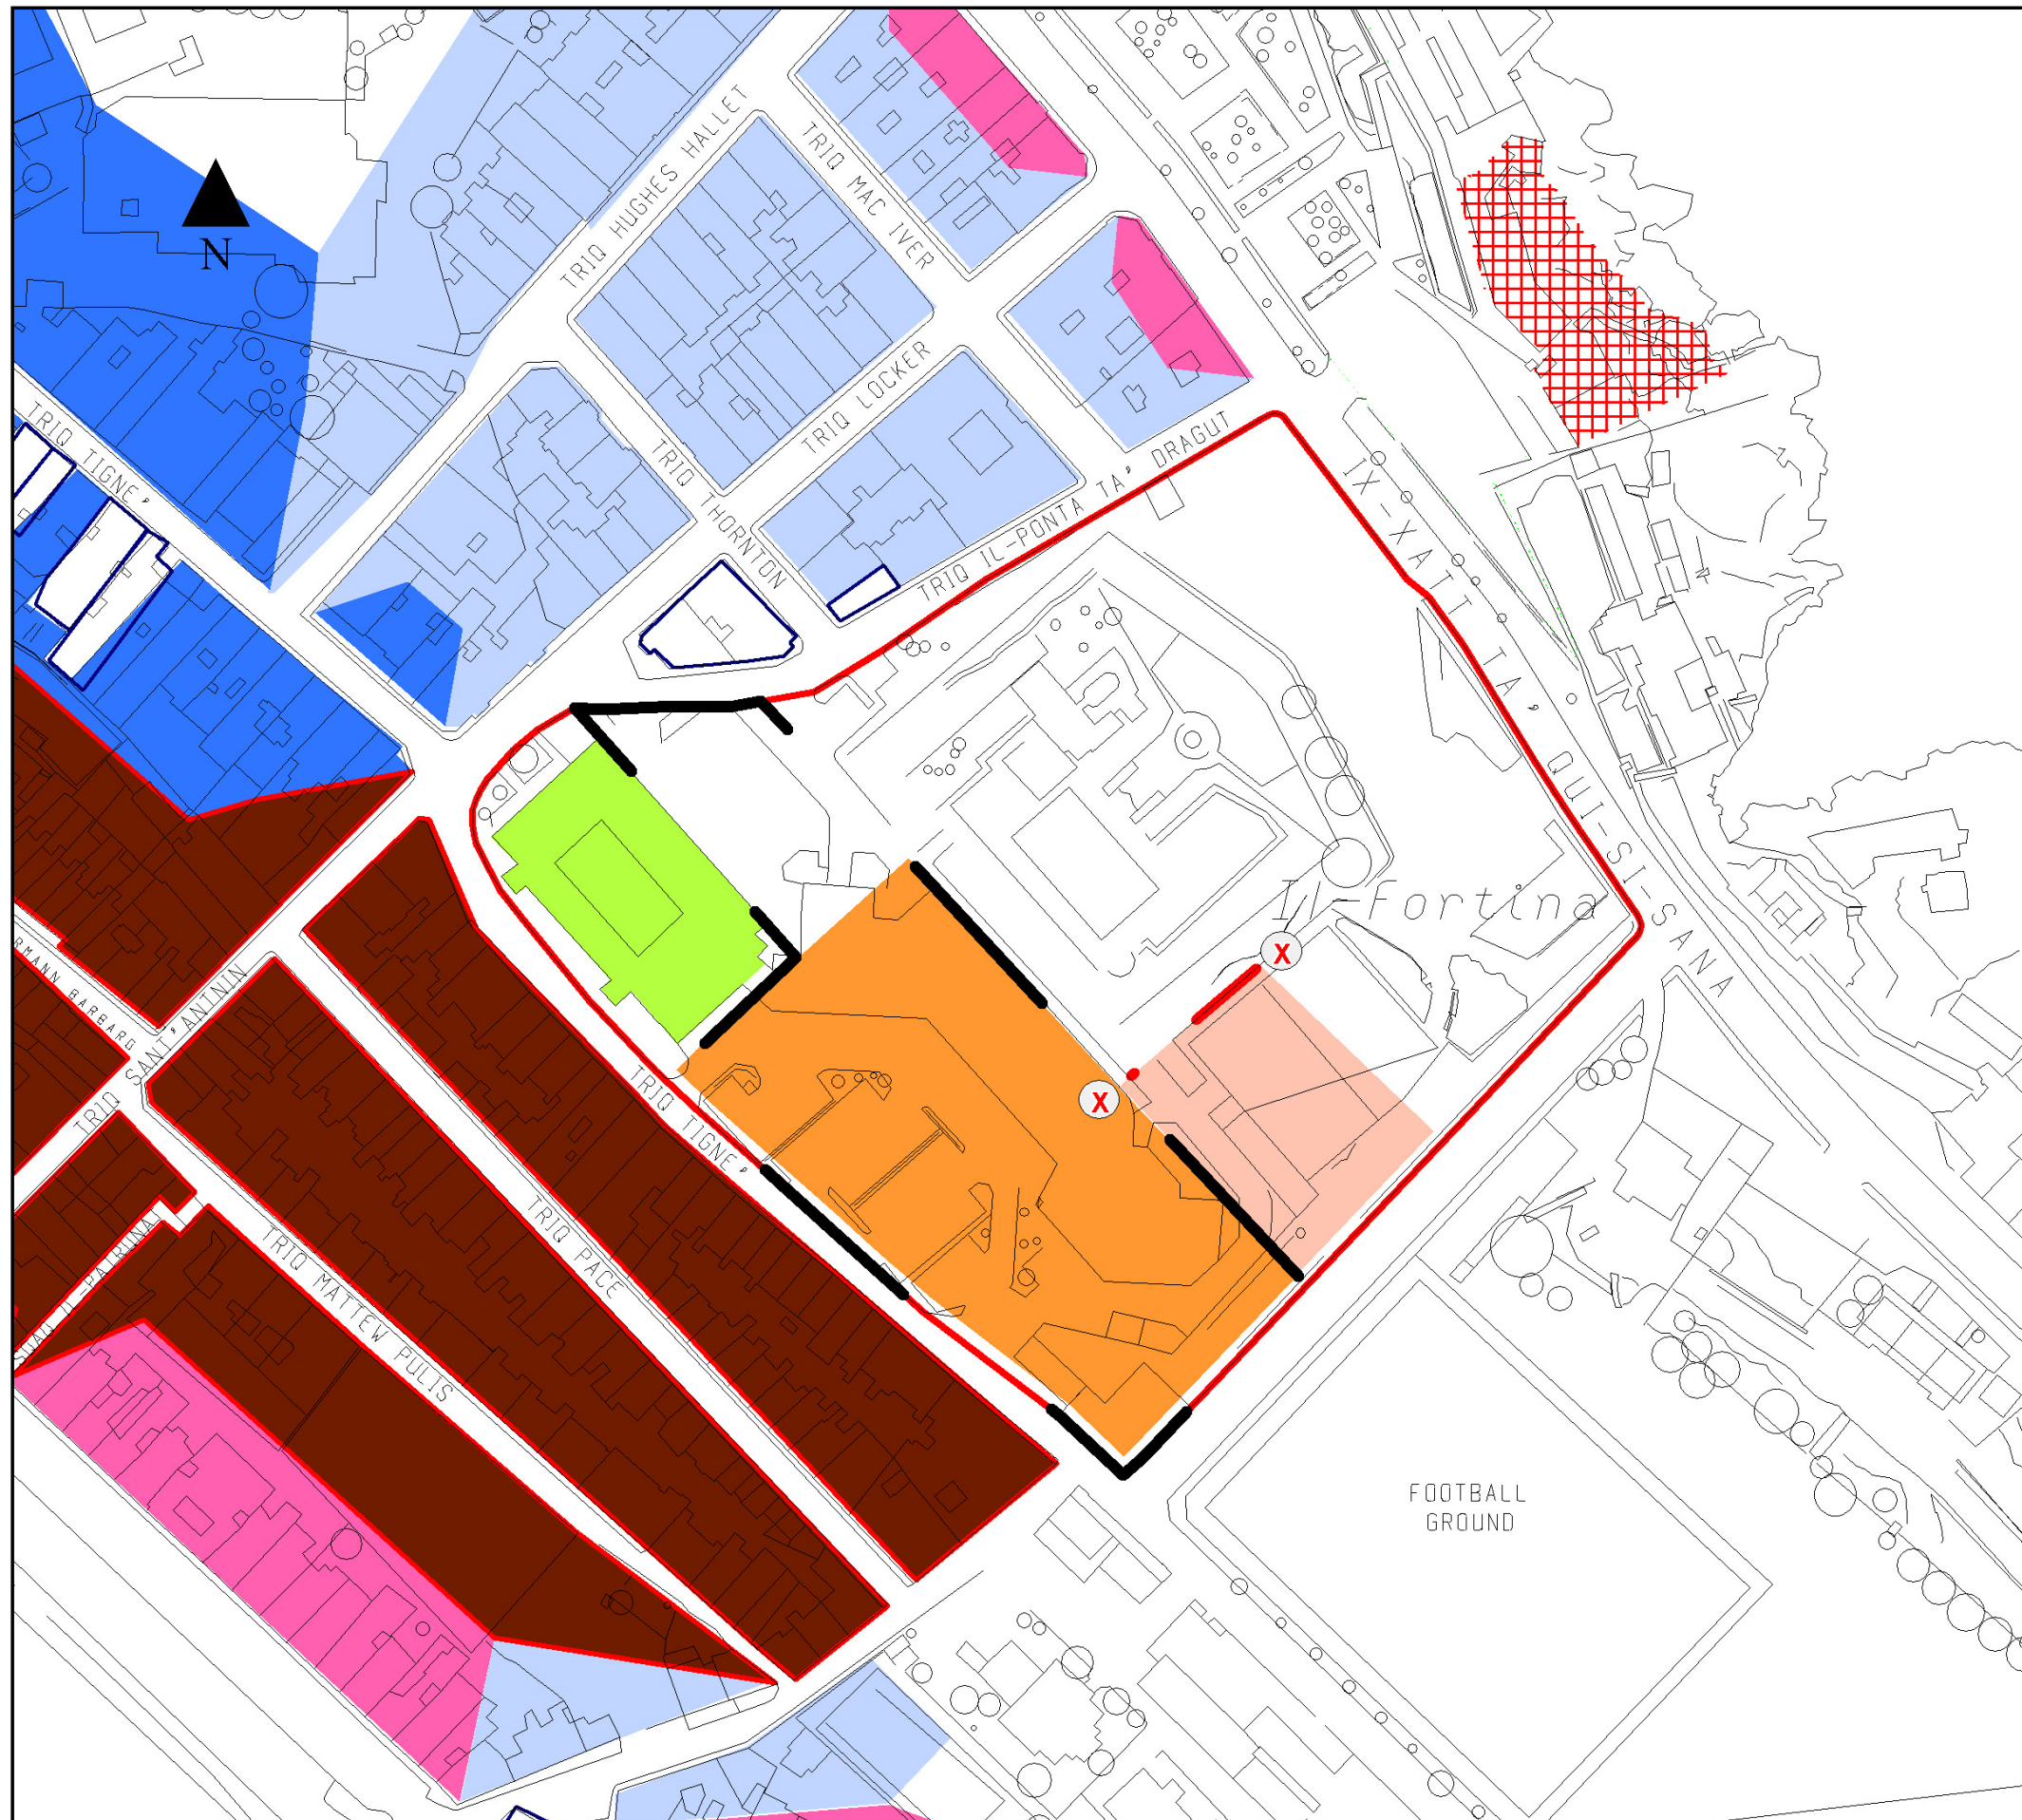 N
TRIQ HUGHES HALLET
TRIQ MAC IVER
TRIQ LOCKER
TRIQ TIGNE'
TRIQ THORNTON
TRIQ IL-PONTA TA' DRAGUT
IX-XATT TA' QUI-SI-SANA
Il-Fortina
X
X
TRIQ SANT'ANTNIN
TRIQ TIGNE'
TRIQ PACE
TRIQ MATTEW PULIS
FOOTBALL
GROUND